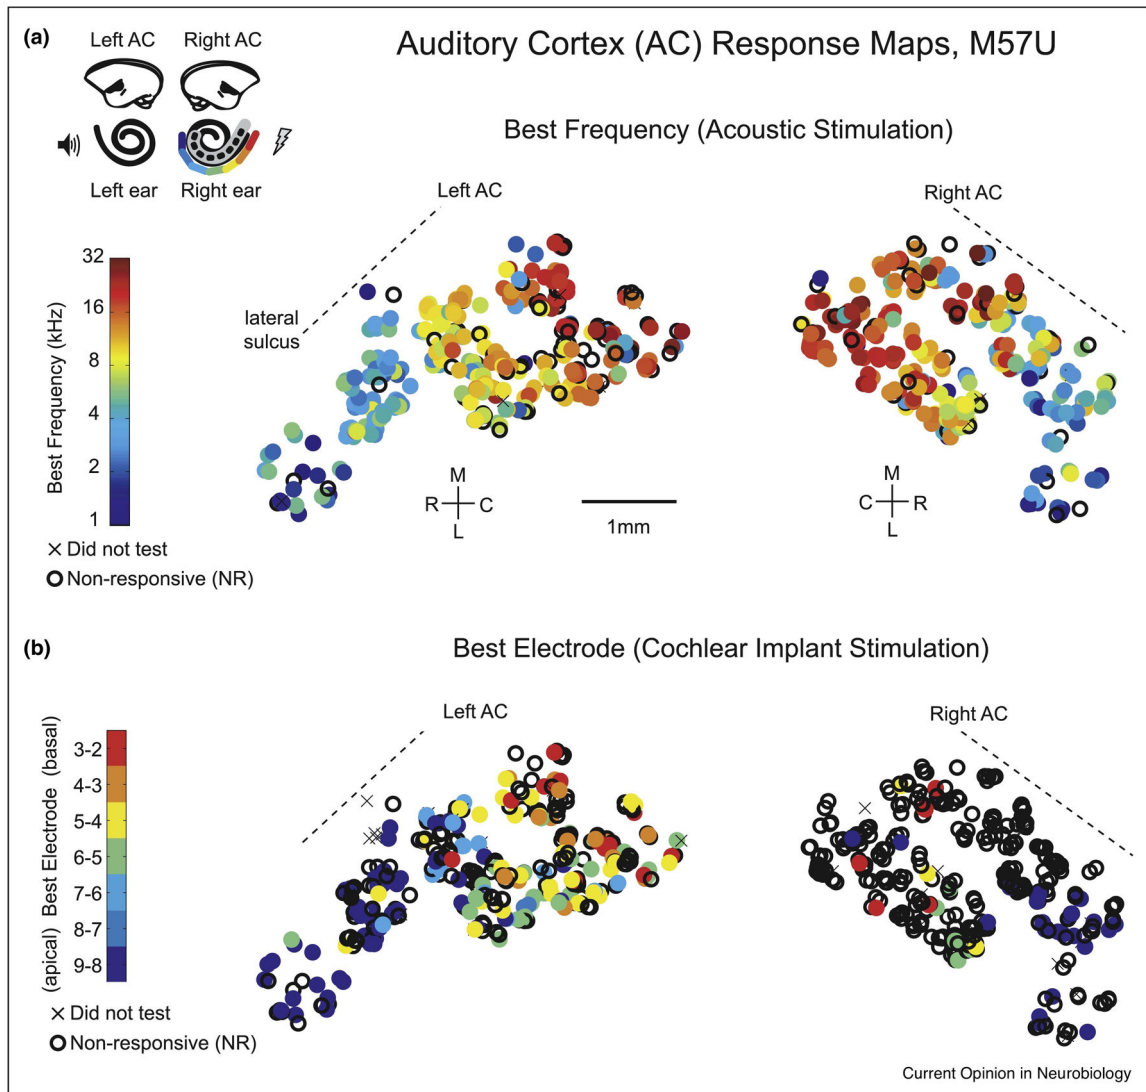 (a)
Left AC Right AC
Auditory Cortex (AC) Response Maps, M57U
Left ear Right ear
Best Frequency (Acoustic Stimulation)
Left AC
Right AC
lateral
sulcus
Best Frequency (kHz)
32
16
8
4
2
1
M
R C
L
1mm
M
C R
L
× Did not test
Non-responsive (NR)
(b)
Best Electrode (Cochlear Implant Stimulation)
Left AC
Right AC
(apical) Best Electrode (basal)
3-2
4-3
5-4
6-5
7-6
8-7
9-8
× Did not test
Non-responsive (NR)
Current Opinion in Neurobiology